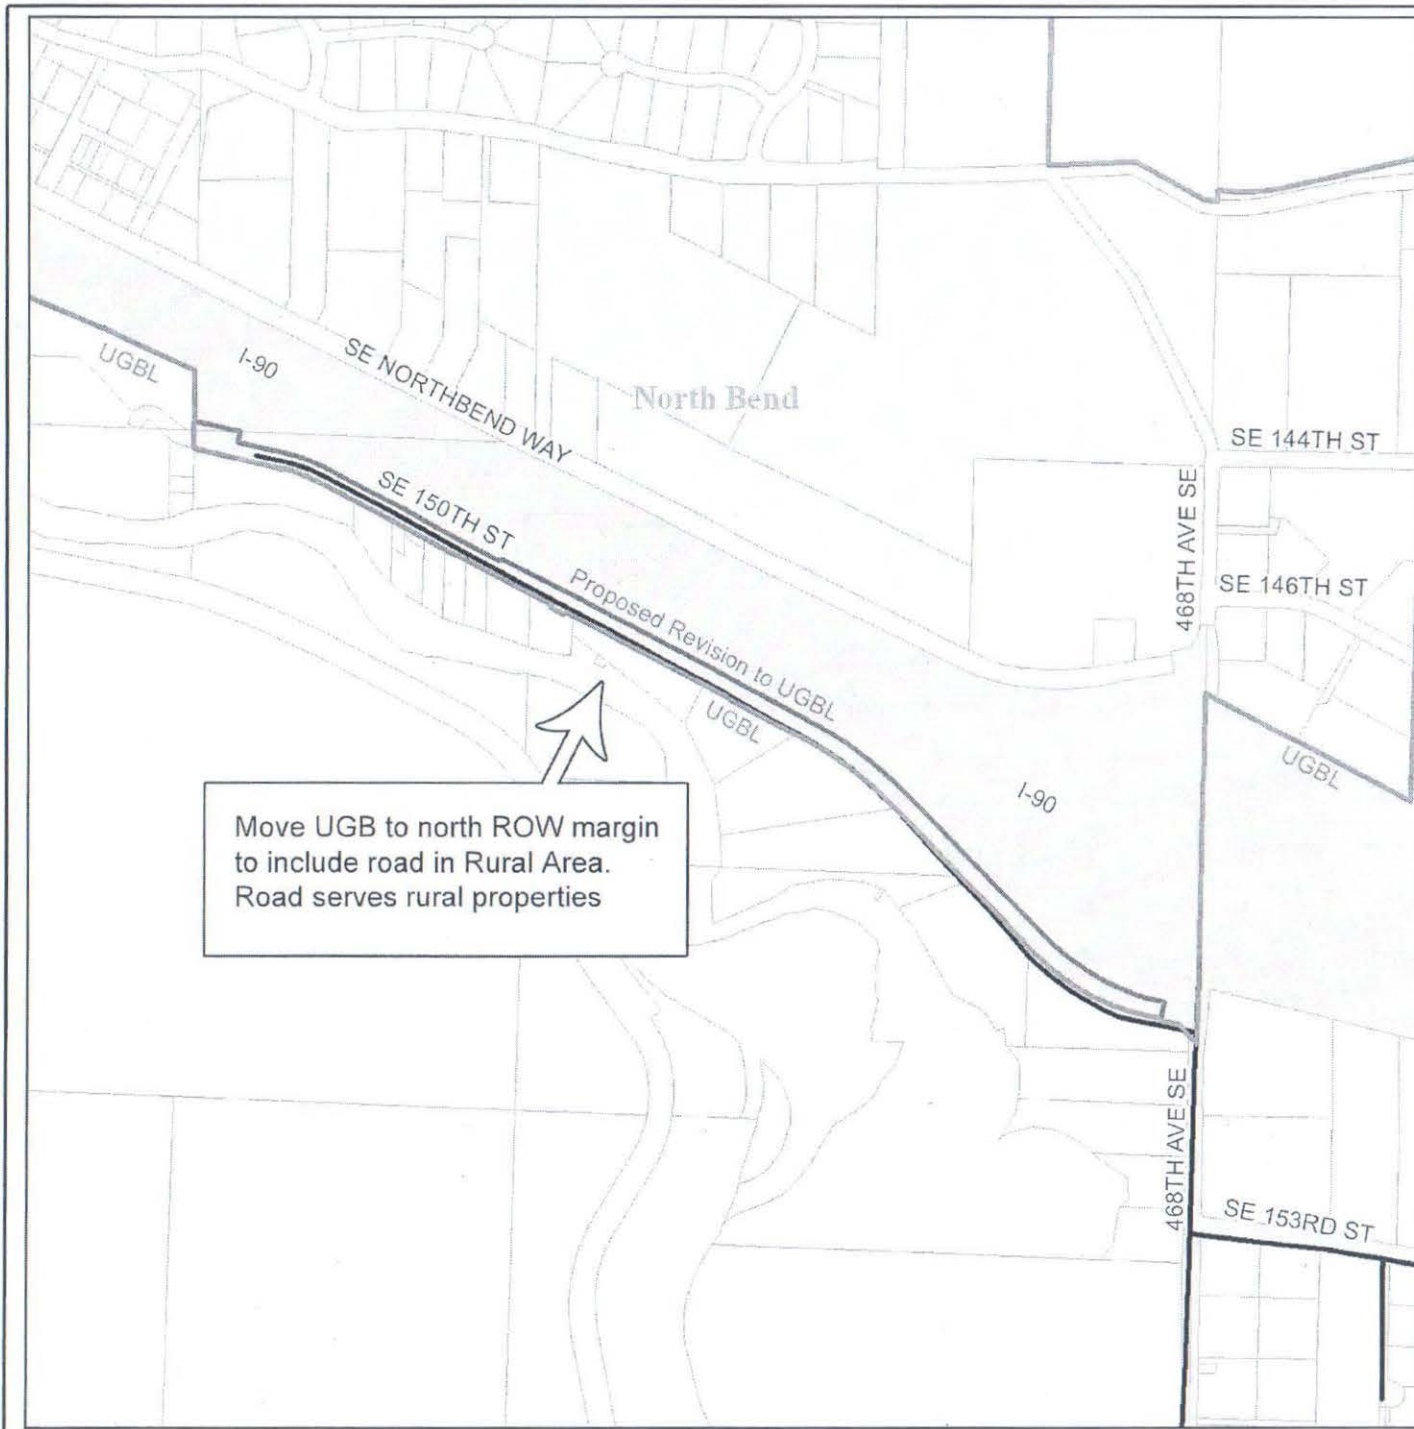 UGBL
I-90
SE NORTHBEND WAY
North Bend
SE 144TH ST
468TH AVE SE
SE 150TH ST
SE 146TH ST
Proposed Revision to UGBL
UGBL
UGBL
I-90
Move UGB to north ROW margin
to include road in Rural Area.
Road serves rural properties
468TH AVE SE
SE 153RD ST